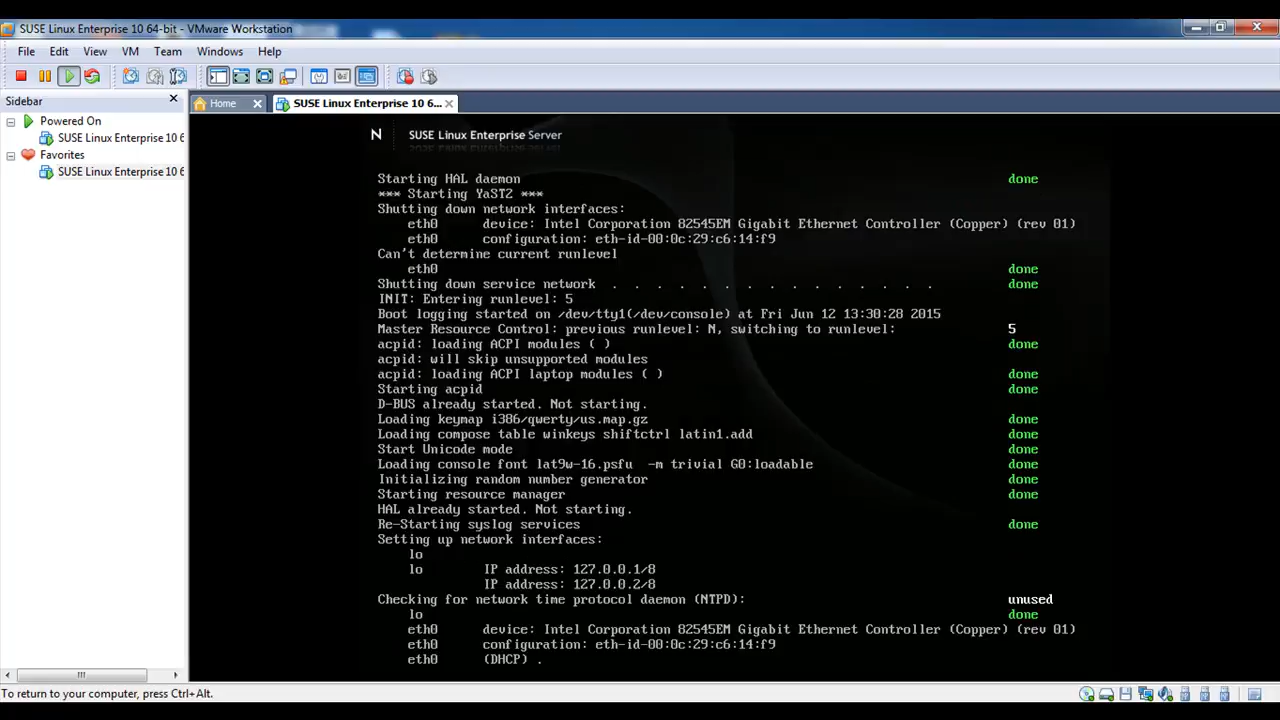 SUSE Linux Enterprise 10 64-bit - VMware Workstation
File Edit View VM Team Windows Help
Sidebar
Home
SUSE Linux Enterprise 10 6...
Powered On
SUSE Linux Enterprise 10 6
Favorites
SUSE Linux Enterprise 10 6
N SUSE Linux Enterprise Server
Starting HAL daemon done
*** Starting YaST2 ***
Shutting down network interfaces:
eth0 device: Intel Corporation 82545EM Gigabit Ethernet Controller (Copper) (rev 01)
eth0 configuration: eth-id-00:0c:29:c6:14:f9
Can't determine current runlevel
eth0 done
Shutting down service network . . . . . . . . . . . . . . . done
INIT: Entering runlevel: 5
Boot logging started on /dev/tty1(/dev/console) at Fri Jun 12 13:30:28 2015
Master Resource Control: previous runlevel: N, switching to runlevel: 5
acpid: loading ACPI modules ( ) done
acpid: will skip unsupported modules
acpid: loading ACPI laptop modules ( ) done
Starting acpid done
D-BUS already started. Not starting.
Loading keymap i386/qwerty/us.map.gz done
Loading compose table winkeys shiftctrl latin1.add done
Start Unicode mode done
Loading console font lat9w-16.psfu -m trivial G0:loadable done
Initializing random number generator done
Starting resource manager done
HAL already started. Not starting.
Re-Starting syslog services done
Setting up network interfaces:
lo
lo IP address: 127.0.0.1/8
IP address: 127.0.0.2/8
Checking for network time protocol daemon (NTPD): unused
lo done
eth0 device: Intel Corporation 82545EM Gigabit Ethernet Controller (Copper) (rev 01)
eth0 configuration: eth-id-00:0c:29:c6:14:f9
eth0 (DHCP) .
To return to your computer, press Ctrl+Alt.